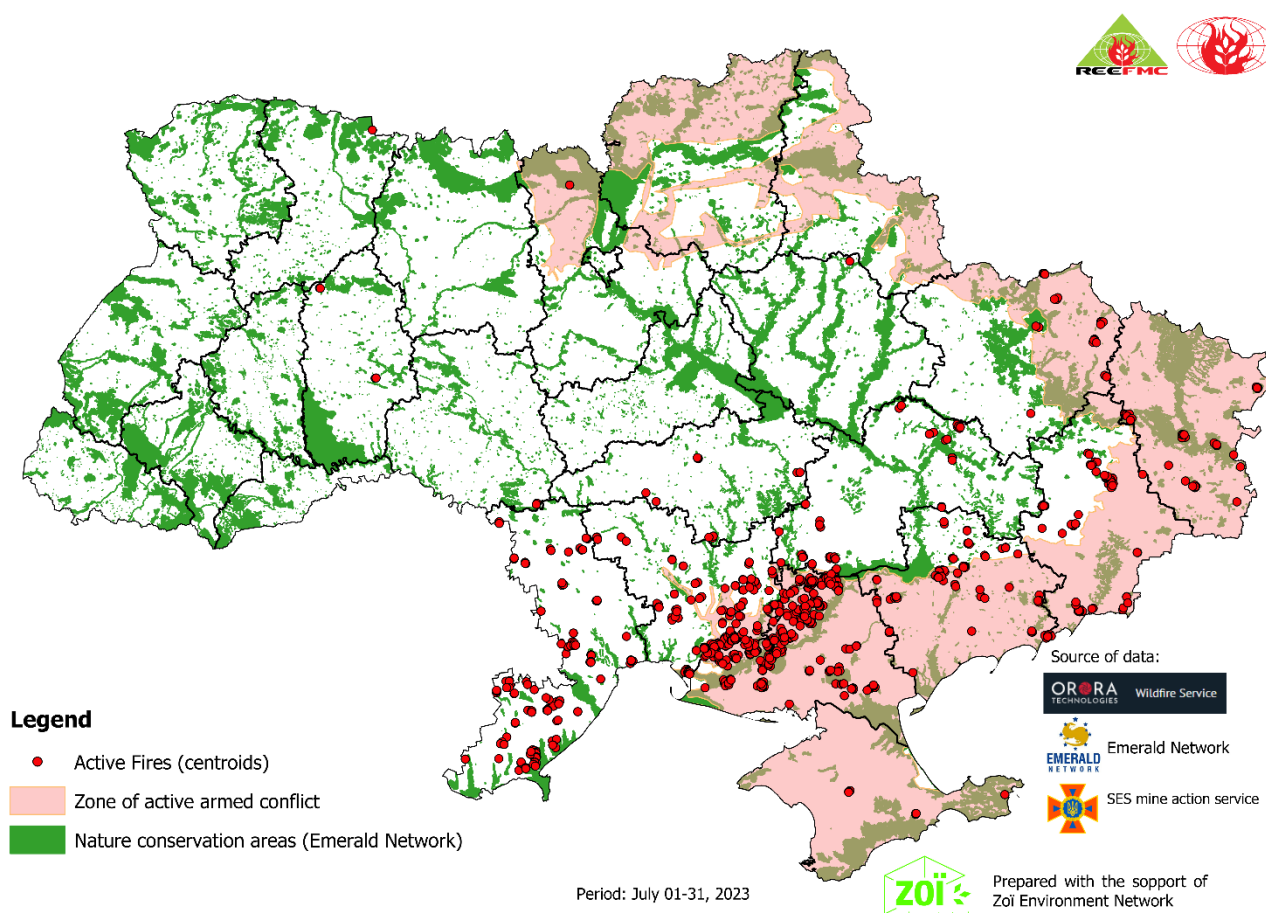 REEFMC
Source of data:
ORORA
TECHNOLOGIES
Wildfire Service
EMERALD
NETWORK
Emerald Network
SES mine action service
Legend
Active Fires (centroids)
Zone of active armed conflict
Nature conservation areas (Emerald Network)
Period: July 01-31, 2023
zoï
Prepared with the sopport of
Zoï Environment Network